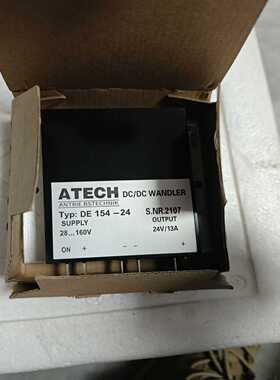 ATECH DC/DC WANDLER
ANTRIEBSTECHNIK
Typ: DE 154-24 S.NR.2107
SUPPLY OUTPUT
28...160V 24V/13A
ON + - - +